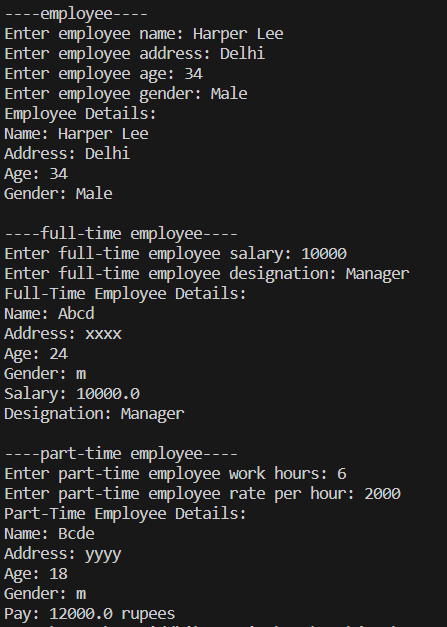 ----employee----
Enter employee name: Harper Lee
Enter employee address: Delhi
Enter employee age: 34
Enter employee gender: Male
Employee Details:
Name: Harper Lee
Address: Delhi
Age: 34
Gender: Male
----full-time employee----
Enter full-time employee salary: 10000
Enter full-time employee designation: Manager
Full-Time Employee Details:
Name: Abcd
Address: xxxx
Age: 24
Gender: m
Salary: 10000.0
Designation: Manager
----part-time employee----
Enter part-time employee work hours: 6
Enter part-time employee rate per hour: 2000
Part-Time Employee Details:
Name: Bcde
Address: yyyy
Age: 18
Gender: m
Pay: 12000.0 rupees